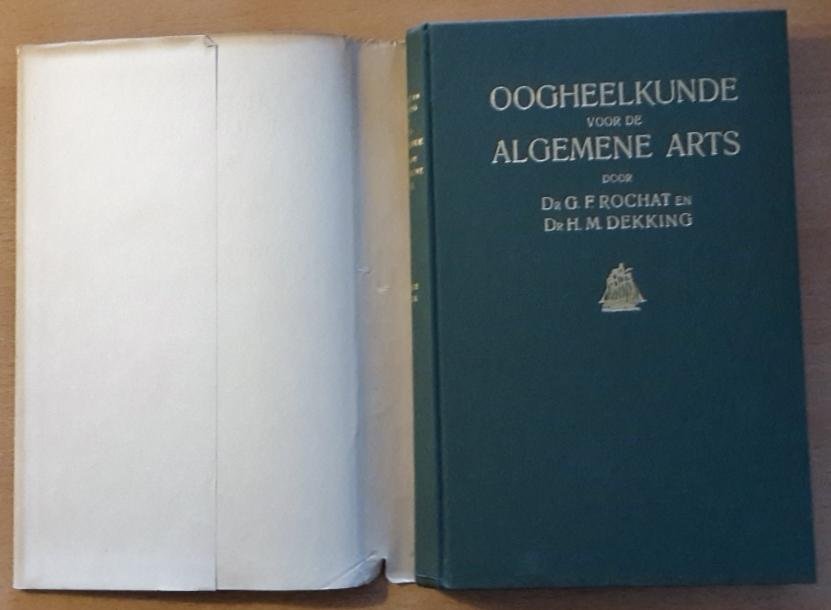 OOGHEELKUNDE
VOOR DE
ALGEMENE ARTS
DOOR
DR G. F. ROCHAT EN
DR H. M. DEKKING